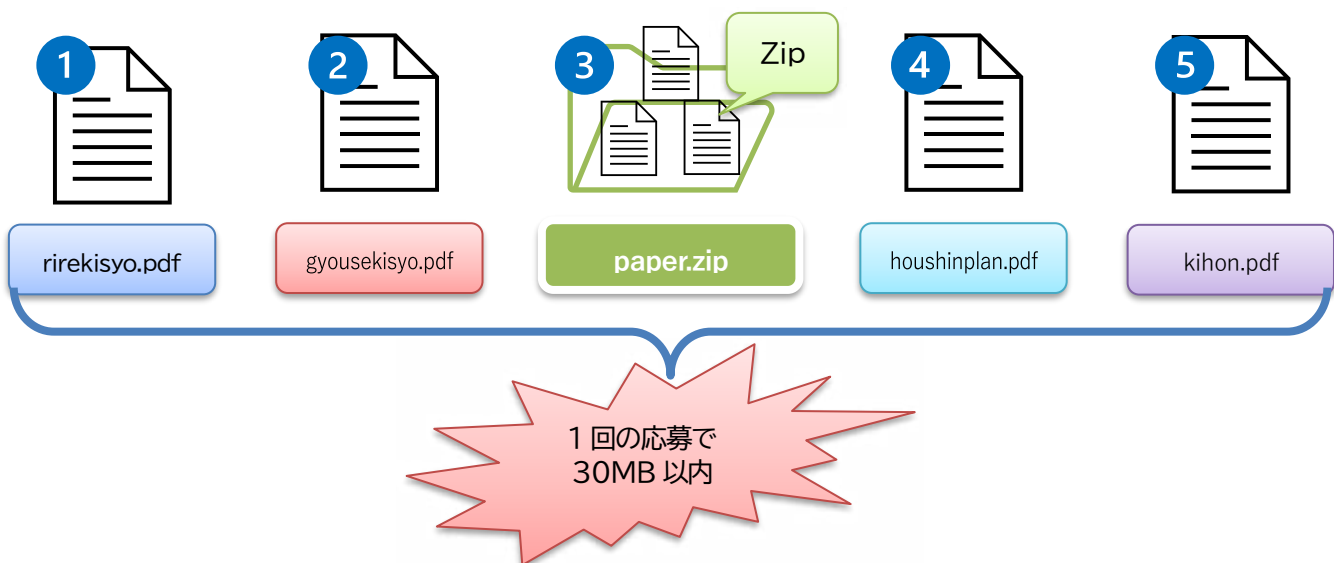 1
2
3
Zip
4
5
rirekisyo.pdf
gyousekisyo.pdf
paper.zip
houshinplan.pdf
kihon.pdf
1回の応募で
30MB 以内